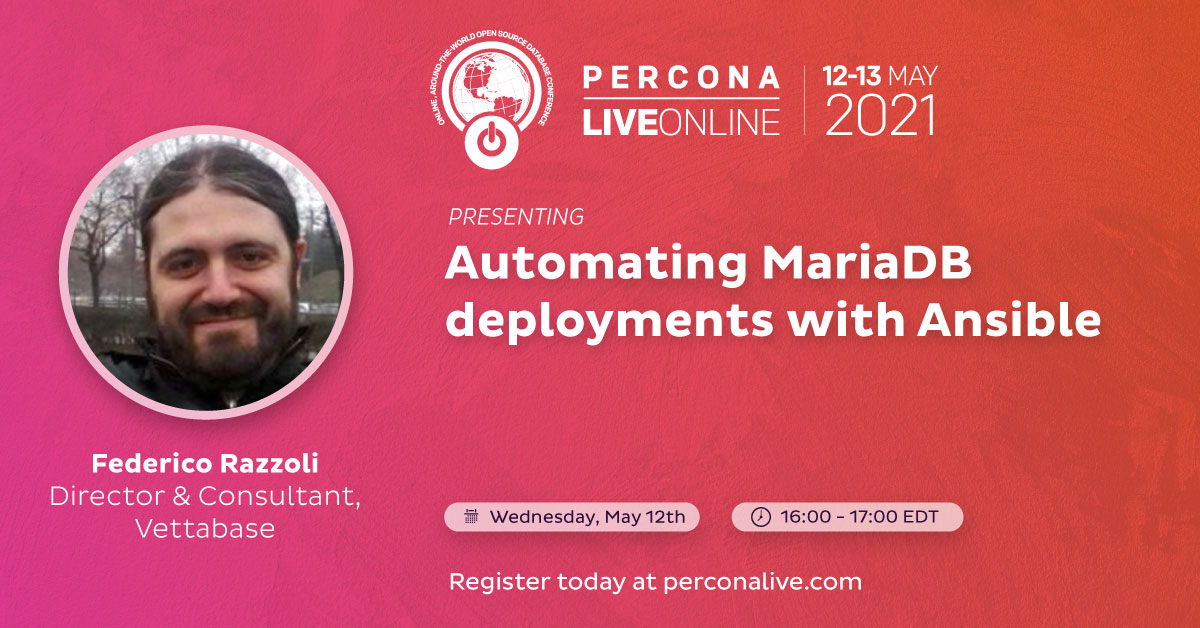 ONLINE, AROUND-THE-WORLD OPEN SOURCE DATABASE CONFERENCE
PERCONA
LIVEONLINE
12-13 MAY
2021
PRESENTING
Automating MariaDB
deployments with Ansible
Federico Razzoli
Director & Consultant,
Vettabase
Wednesday, May 12th
16:00 - 17:00 EDT
Register today at perconalive.com